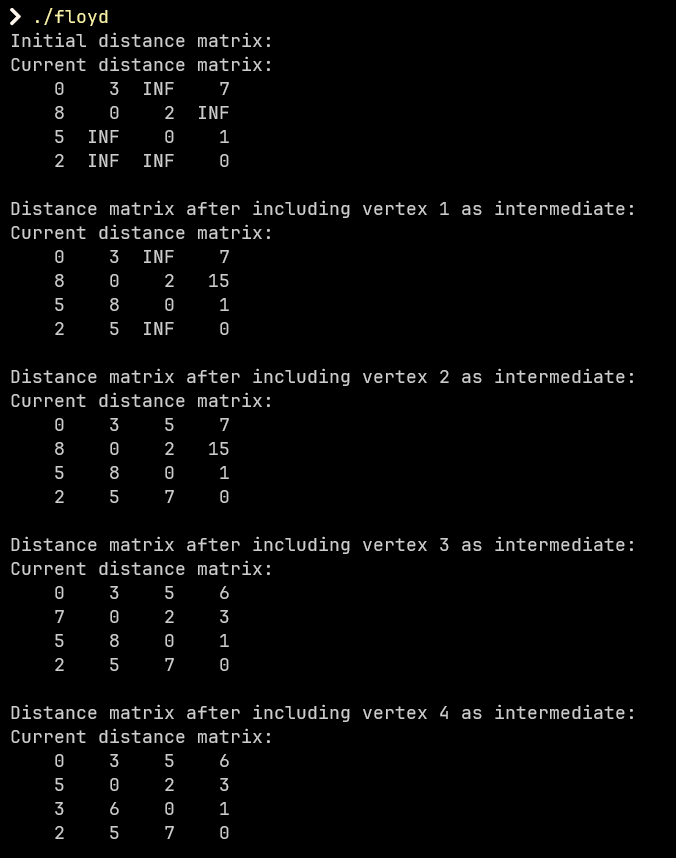 ❯ ./floyd
Initial distance matrix:
Current distance matrix:
    0    3  INF    7
    8    0    2  INF
    5  INF    0    1
    2  INF  INF    0

Distance matrix after including vertex 1 as intermediate:
Current distance matrix:
    0    3  INF    7
    8    0    2   15
    5    8    0    1
    2    5  INF    0

Distance matrix after including vertex 2 as intermediate:
Current distance matrix:
    0    3    5    7
    8    0    2   15
    5    8    0    1
    2    5    7    0

Distance matrix after including vertex 3 as intermediate:
Current distance matrix:
    0    3    5    6
    7    0    2    3
    5    8    0    1
    2    5    7    0

Distance matrix after including vertex 4 as intermediate:
Current distance matrix:
    0    3    5    6
    5    0    2    3
    3    6    0    1
    2    5    7    0